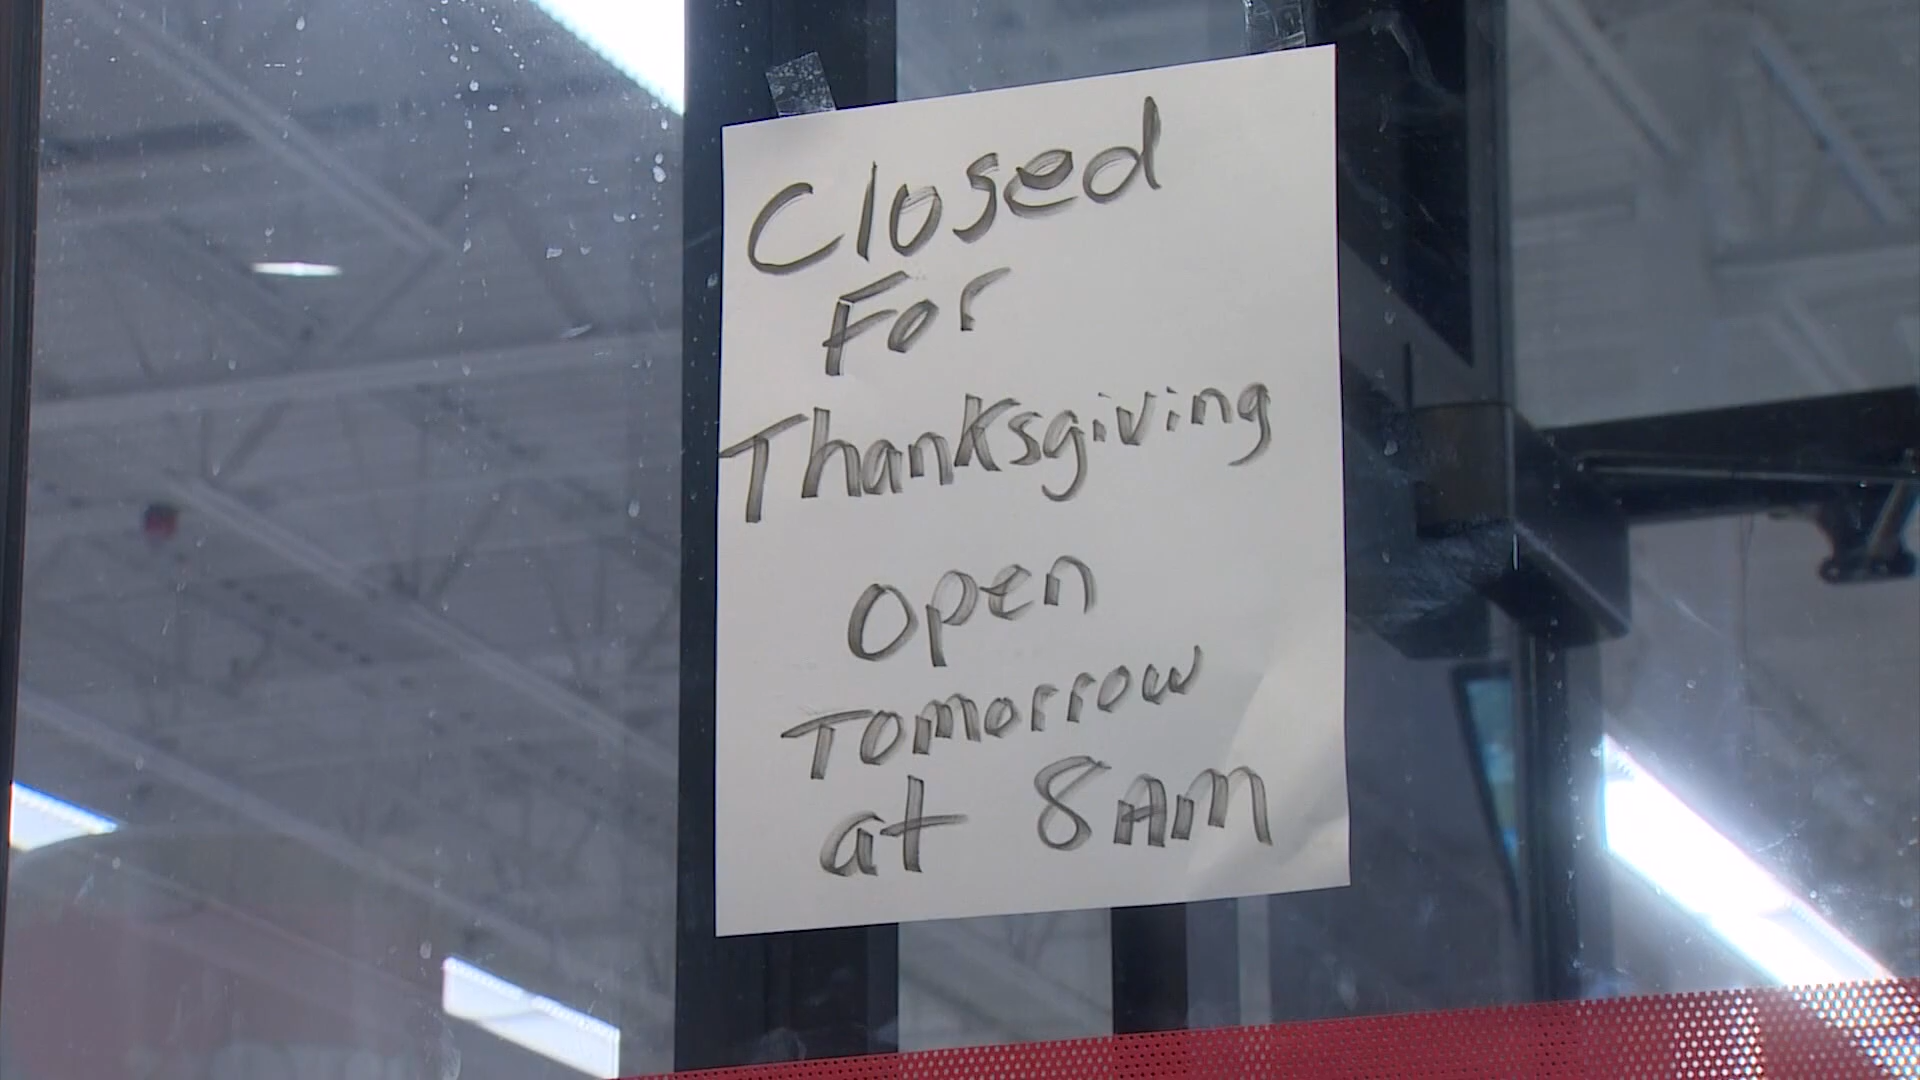 Closed
For
Thanksgiving
Open
Tomorrow
at 8AM